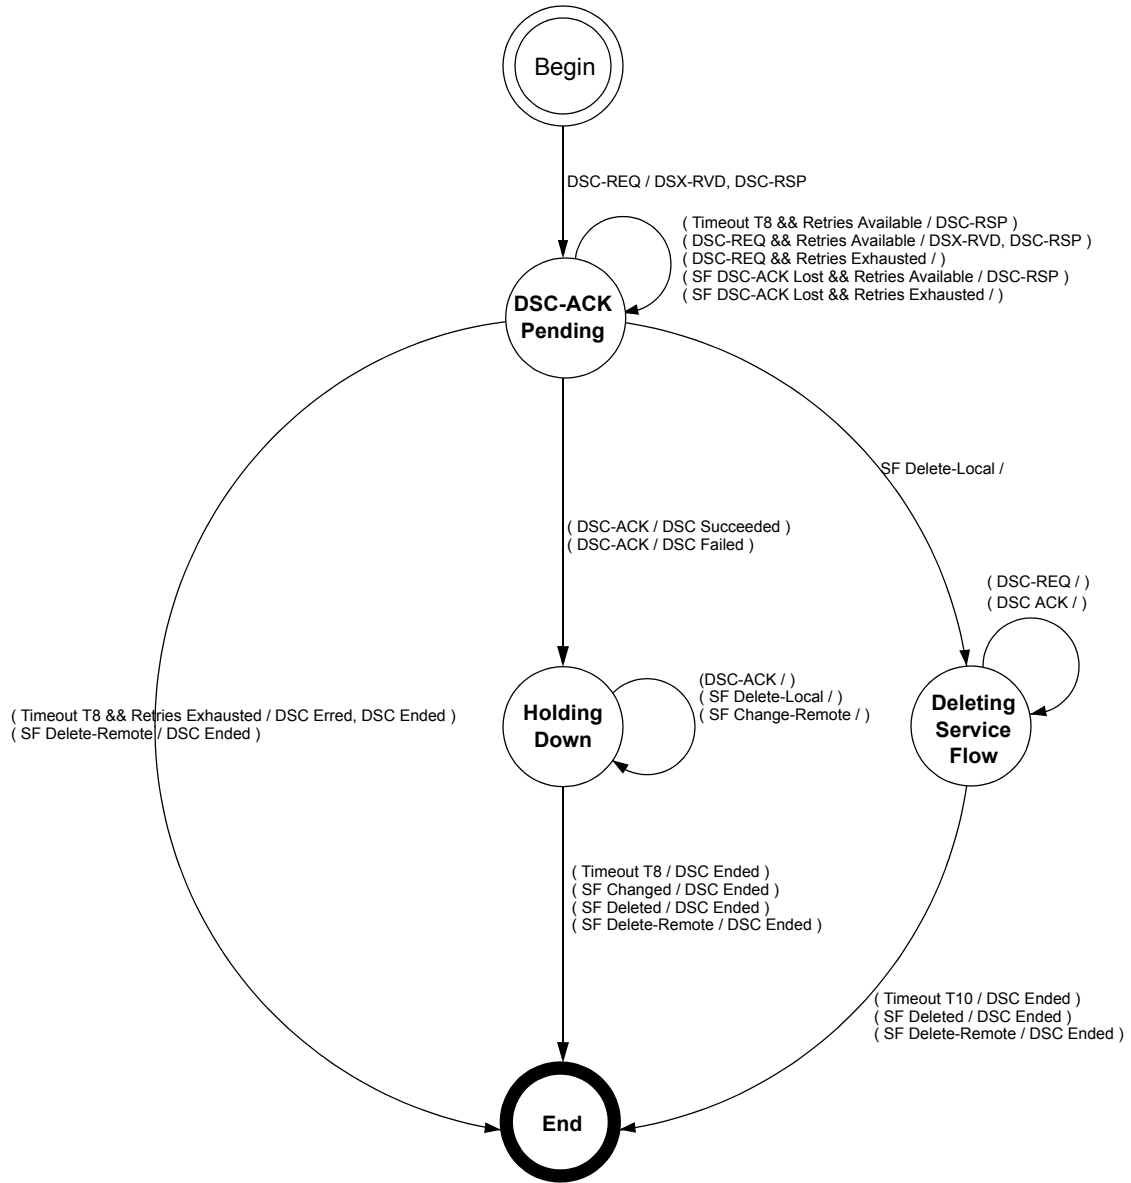 Begin
DSC-REQ / DSX-RVD, DSC-RSP
( Timeout T8 && Retries Available / DSC-RSP )
( DSC-REQ && Retries Available / DSX-RVD, DSC-RSP )
( DSC-REQ && Retries Exhausted / )
( SF DSC-ACK Lost && Retries Available / DSC-RSP )
( SF DSC-ACK Lost && Retries Exhausted / )
DSC-ACK
Pending
SF Delete-Local /
( DSC-ACK / DSC Succeeded )
( DSC-ACK / DSC Failed )
( DSC-REQ / )
( DSC ACK / )
(DSC-ACK / )
( SF Delete-Local / )
( SF Change-Remote / )
Holding
Down
Deleting
Service
Flow
( Timeout T8 && Retries Exhausted / DSC Erred, DSC Ended )
( SF Delete-Remote / DSC Ended )
( Timeout T8 / DSC Ended )
( SF Changed / DSC Ended )
( SF Deleted / DSC Ended )
( SF Delete-Remote / DSC Ended )
( Timeout T10 / DSC Ended )
( SF Deleted / DSC Ended )
( SF Delete-Remote / DSC Ended )
End